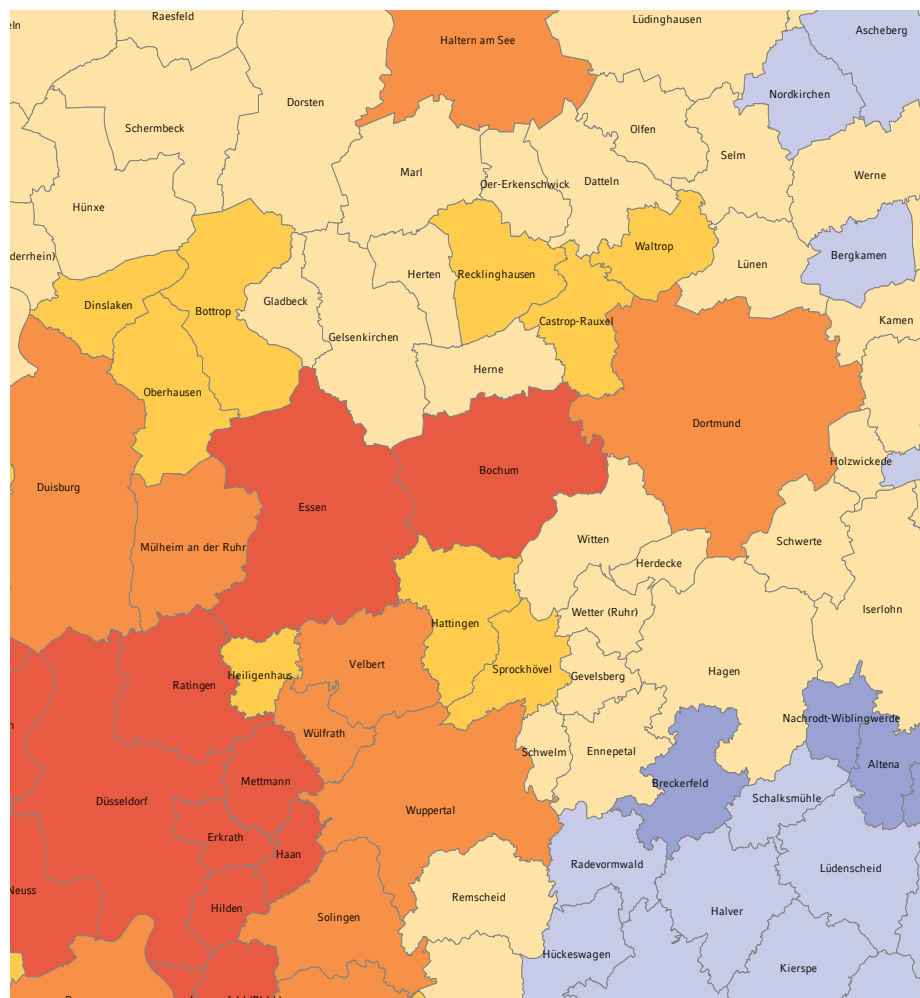 Raesfeld
Lüdinghausen
eln
Ascheberg
Haltern am See
Nordkirchen
Dorsten
Schermbeck
Olfen
Selm
Marl
Werne
Oer-Erkenschwick
Datteln
Hünxe
Waltrop
derrhein)
Bergkamen
Lünen
Herten
Recklinghausen
Gladbeck
Dinslaken
Bottrop
Kamen
Castrop-Rauxel
Gelsenkirchen
Herne
Oberhausen
Dortmund
Holzwickede
Bochum
Duisburg
Essen
Witten
Schwerte
Mülheim an der Ruhr
Herdecke
Iserlohn
Wetter (Ruhr)
Hattingen
Velbert
Sprockhövel
Hagen
Heiligenhaus
Gevelsberg
Ratingen
Nachrodt-Wiblingwerde
n
Wülfrath
Schwelm
Ennepetal
Altena
Mettmann
Breckerfeld
Schalksmühle
Düsseldorf
Wuppertal
Erkrath
Haan
Radevormwald
Lüdenscheid
Neuss
Remscheid
Hilden
Halver
Solingen
Hückeswagen
Kierspe